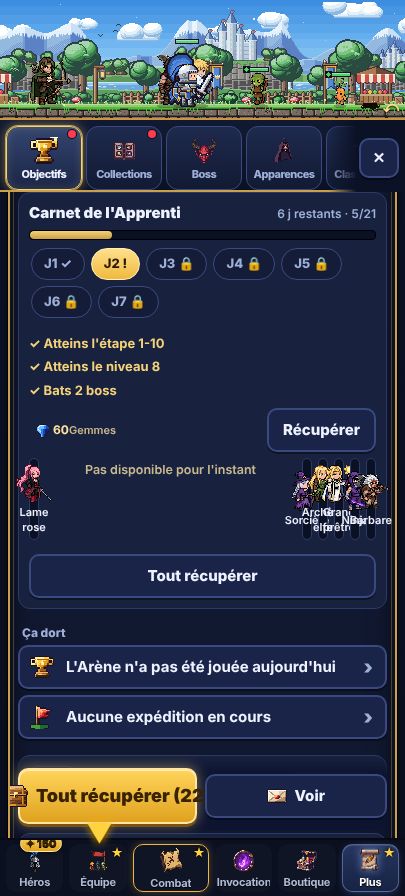 Objectifs
Collections
Boss
Apparences
Clas
×
Carnet de l'Apprenti
6 j restants · 5/21
J1 ✓
J2 !
J3
J4
J5
J6
J7
✓ Atteins l'étape 1-10
✓ Atteins le niveau 8
✓ Bats 2 boss
60Gemmes
Récupérer
Pas disponible pour l'instant
Lame
rose
Tout récupérer
Ça dort
L'Arène n'a pas été jouée aujourd'hui
Aucune expédition en cours
Tout récupérer (22
Voir
+ 150
Héros
Équipe
Combat
Invocation
Boutique
Plus